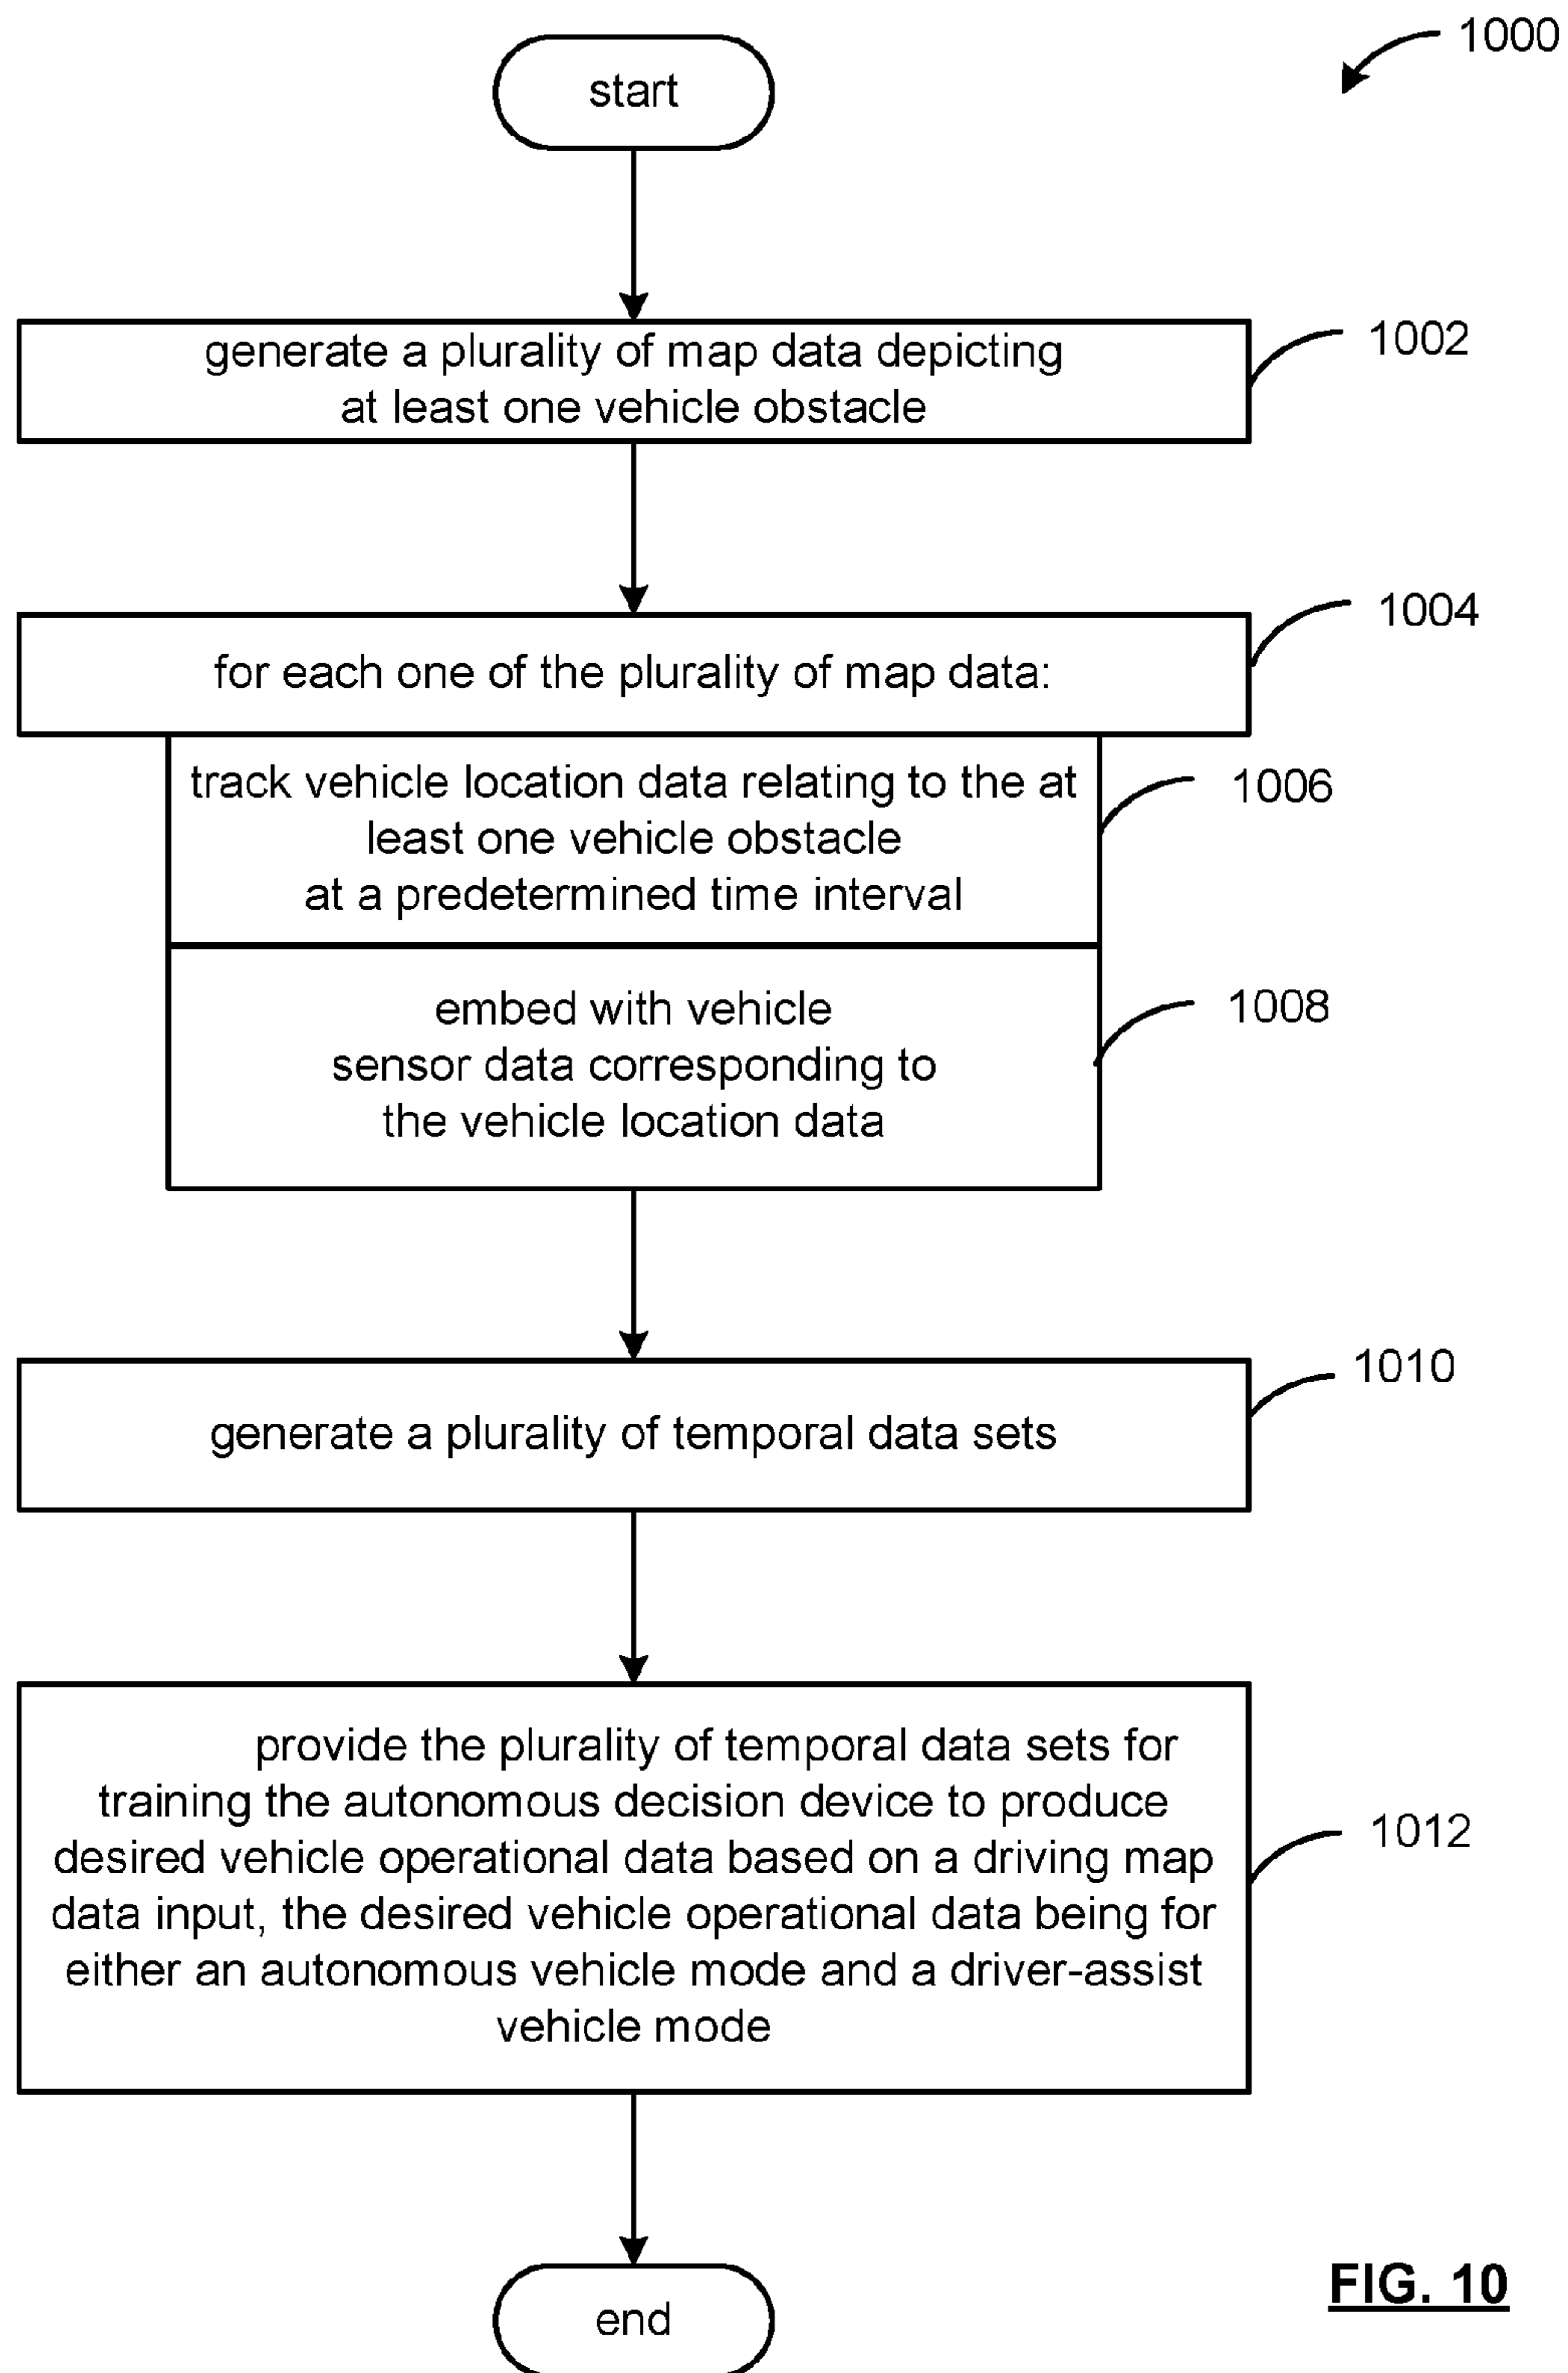 1000
start
generate a plurality of map data depicting
at least one vehicle obstacle
1002
for each one of the plurality of map data:
1004
track vehicle location data relating to the at
least one vehicle obstacle
at a predetermined time interval
1006
embed with vehicle
sensor data corresponding to
the vehicle location data
1008
generate a plurality of temporal data sets
1010
provide the plurality of temporal data sets for
training the autonomous decision device to produce
desired vehicle operational data based on a driving map
data input, the desired vehicle operational data being for
either an autonomous vehicle mode and a driver-assist
vehicle mode
1012
end
FIG. 10